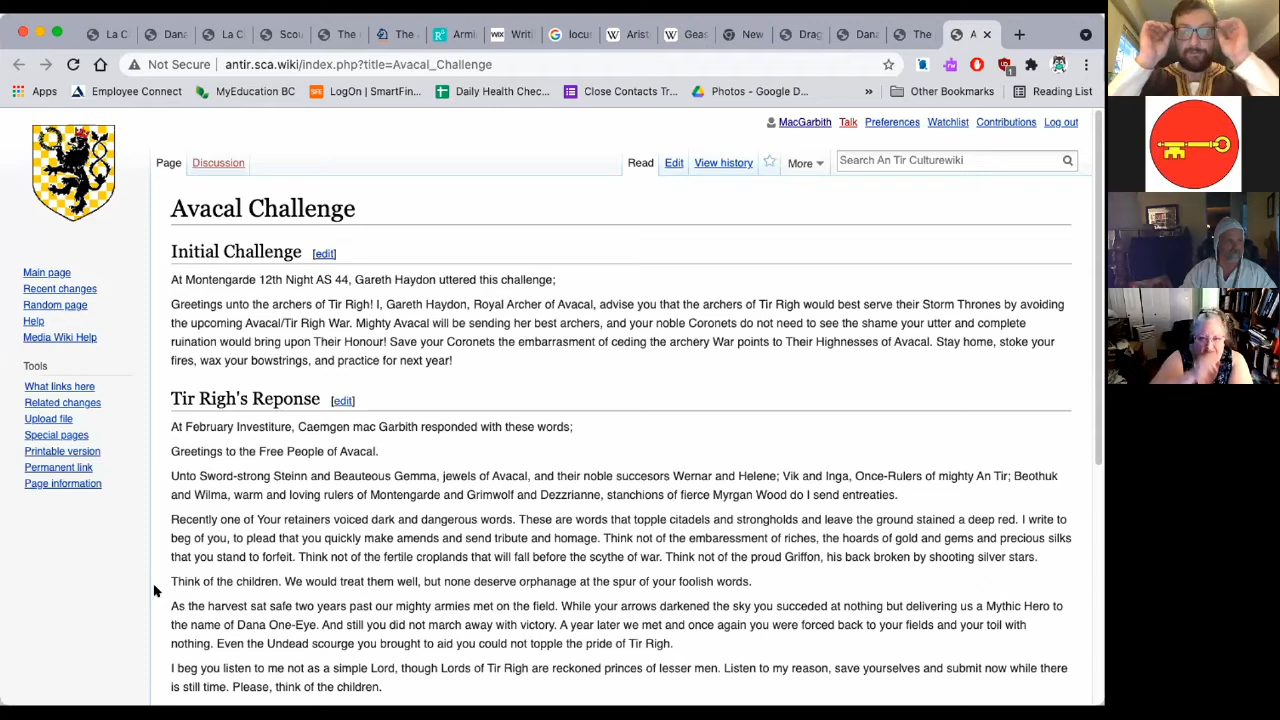 La C
Dana
La C
Scou
The I
The
Armi
WIX Writi
locus
Arist
Geas
New
Drag
Dana
The
A
Not Secure antir.sca.wiki/index.php?title=Avacal_Challenge
Apps Employee Connect MyEducation BC LogOn | SmartFin... Daily Health Chec... Close Contacts Tr... Photos - Google D... » Other Bookmarks Reading List
MacGarbith Talk Preferences Watchlist Contributions Log out
Page Discussion Read Edit View history More Search An Tir Culturewiki
Main page
Recent changes
Random page
Help
Media Wiki Help
Tools
What links here
Related changes
Upload file
Special pages
Printable version
Permanent link
Page information
Avacal Challenge
Initial Challenge [edit]
At Montengarde 12th Night AS 44, Gareth Haydon uttered this challenge;
Greetings unto the archers of Tir Righ! I, Gareth Haydon, Royal Archer of Avacal, advise you that the archers of Tir Righ would best serve their Storm Thrones by avoiding
the upcoming Avacal/Tir Righ War. Mighty Avacal will be sending her best archers, and your noble Coronets do not need to see the shame your utter and complete
ruination would bring upon Their Honour! Save your Coronets the embarrasment of ceding the archery War points to Their Highnesses of Avacal. Stay home, stoke your
fires, wax your bowstrings, and practice for next year!
Tir Righ's Reponse [edit]
At February Investiture, Caemgen mac Garbith responded with these words;
Greetings to the Free People of Avacal.
Unto Sword-strong Steinn and Beauteous Gemma, jewels of Avacal, and their noble succesors Wernar and Helene; Vik and Inga, Once-Rulers of mighty An Tir; Beothuk
and Wilma, warm and loving rulers of Montengarde and Grimwolf and Dezzrianne, stanchions of fierce Myrgan Wood do I send entreaties.
Recently one of Your retainers voiced dark and dangerous words. These are words that topple citadels and strongholds and leave the ground stained a deep red. I write to
beg of you, to plead that you quickly make amends and send tribute and homage. Think not of the embaressment of riches, the hoards of gold and gems and precious silks
that you stand to forfeit. Think not of the fertile croplands that will fall before the scythe of war. Think not of the proud Griffon, his back broken by shooting silver stars.
Think of the children. We would treat them well, but none deserve orphanage at the spur of your foolish words.
As the harvest sat safe two years past our mighty armies met on the field. While your arrows darkened the sky you succeded at nothing but delivering us a Mythic Hero to
the name of Dana One-Eye. And still you did not march away with victory. A year later we met and once again you were forced back to your fields and your toil with
nothing. Even the Undead scourge you brought to aid you could not topple the pride of Tir Righ.
I beg you listen to me not as a simple Lord, though Lords of Tir Righ are reckoned princes of lesser men. Listen to my reason, save yourselves and submit now while there
is still time. Please, think of the children.